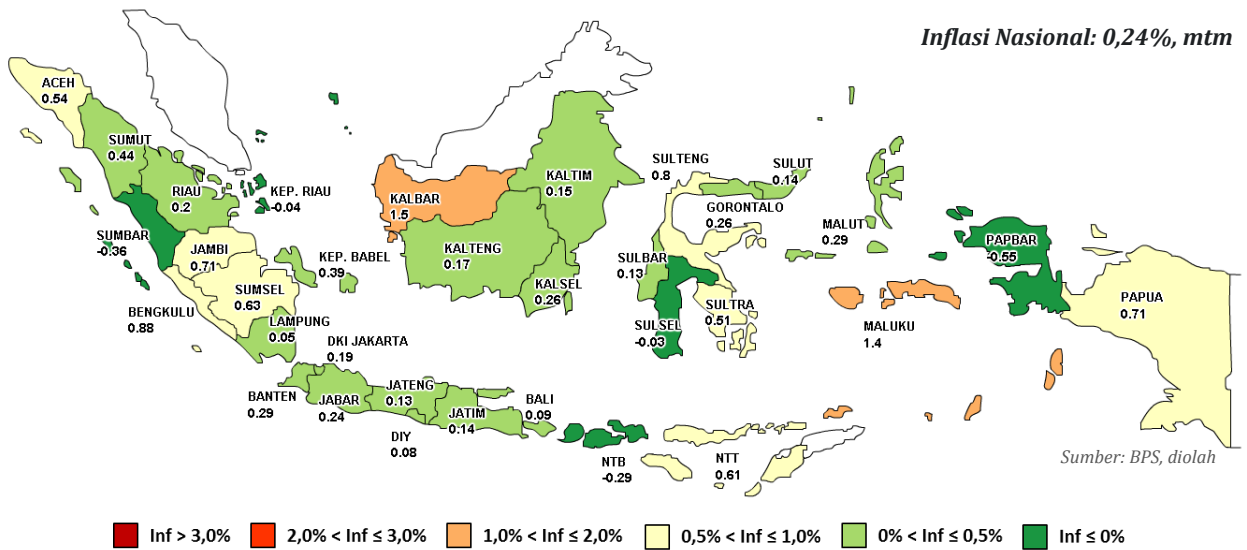 Inflasi Nasional: 0,24%, mtm
ACEH
0.54
SUMUT
0.44
RIAU
0.2
KEP. RIAU
-0.04
SUMBAR
-0.36
JAMBI
0.71
KEP. BABEL
0.39
SUMSEL
0.63
BENGKULU
0.88
LAMPUNG
0.05
DKI JAKARTA
0.19
BANTEN
0.29
JABAR
0.24
JATENG
0.13
DIY
0.08
JATIM
0.14
BALI
0.09
NTB
-0.29
NTT
0.61
KALBAR
1.5
KALTIM
0.15
KALTENG
0.17
KALSEL
0.26
SULTENG
0.8
SULUT
0.14
GORONTALO
0.26
SULBAR
0.13
SULTRA
0.51
SULSEL
-0.03
MALUT
0.29
MALUKU
1.4
PAPBAR
-0.55
PAPUA
0.71
Sumber: BPS, diolah
Inf > 3,0%
2,0% < Inf ≤ 3,0%
1,0% < Inf ≤ 2,0%
0,5% < Inf ≤ 1,0%
0% < Inf ≤ 0,5%
Inf ≤ 0%